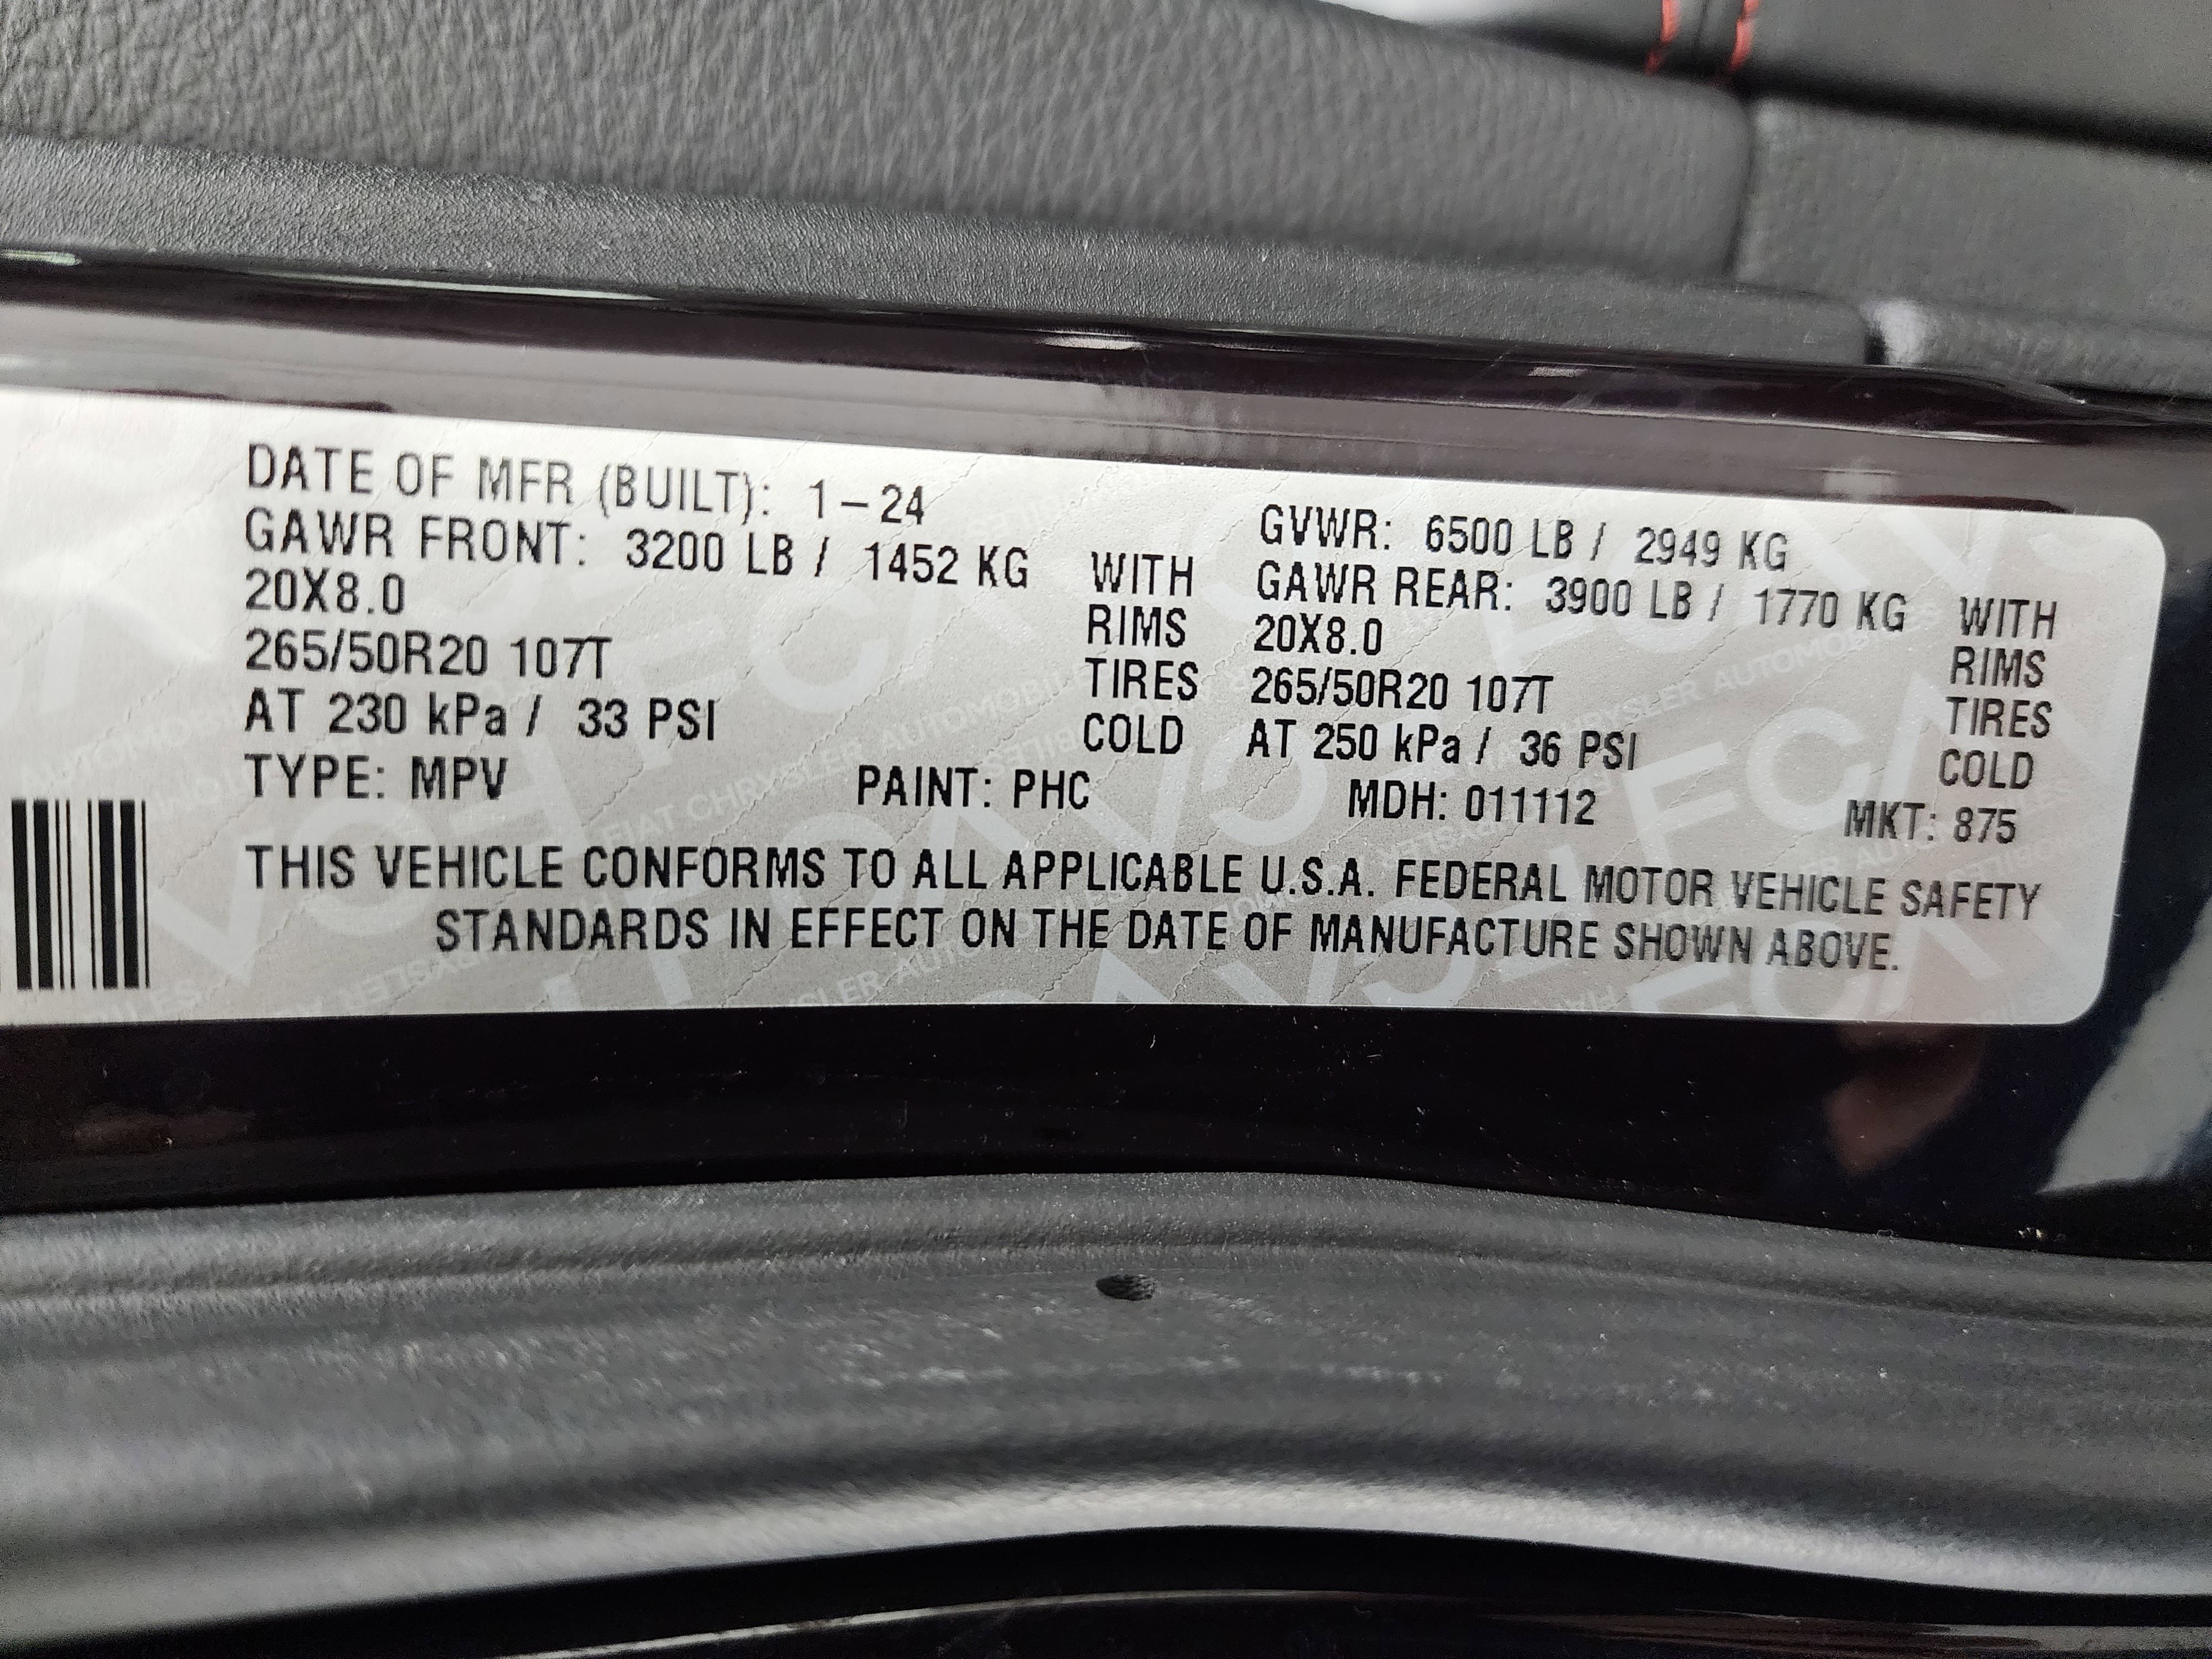 DATE OF MFR (BUILT): 1-24
GVWR: 6500 LB / 2949 KG
GAWR FRONT: 3200 LB / 1452 KG WITH
20X8.0 RIMS
265/50R20 107T TIRES
AT 230 kPa / 33 PSI COLD
GAWR REAR: 3900 LB / 1770 KG WITH
20X8.0 RIMS
265/50R20 107T TIRES
AT 250 kPa / 36 PSI COLD
TYPE: MPV PAINT: PHC MDH: 011112 MKT: 875
THIS VEHICLE CONFORMS TO ALL APPLICABLE U.S.A. FEDERAL MOTOR VEHICLE SAFETY
STANDARDS IN EFFECT ON THE DATE OF MANUFACTURE SHOWN ABOVE.